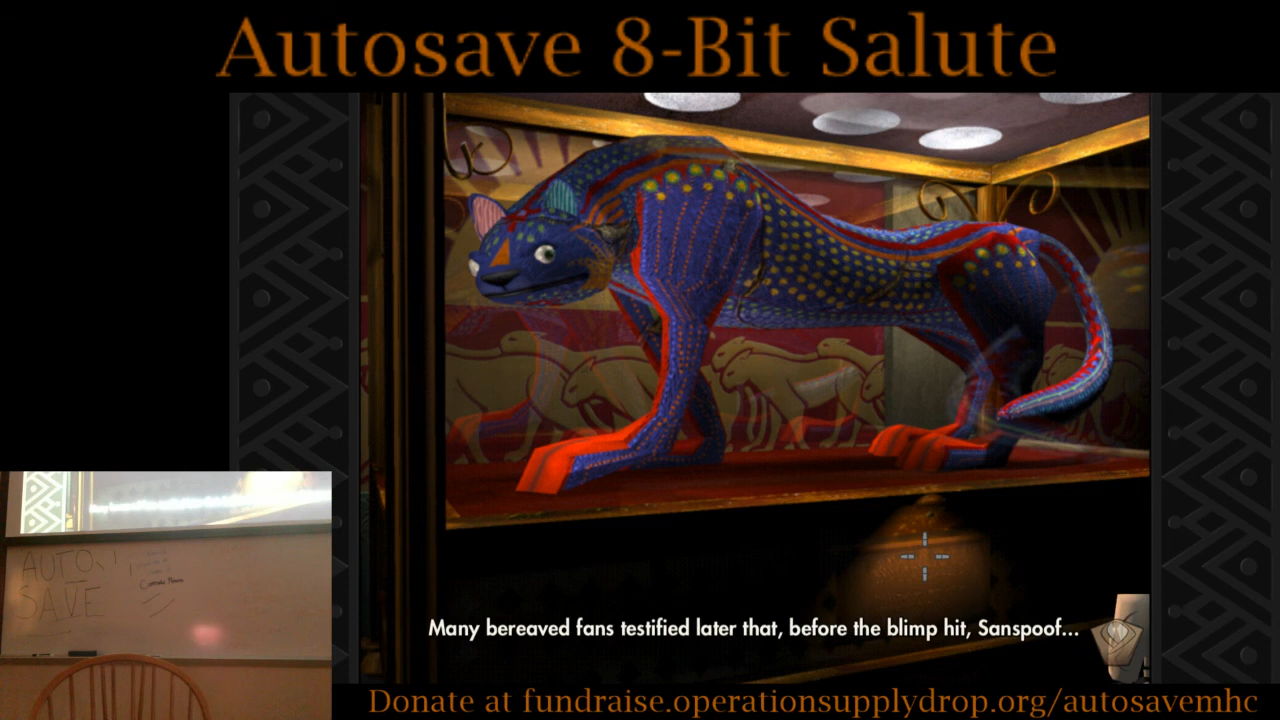 Autosave 8-Bit Salute
AUTO
SAVE
Many bereaved fans testified later that, before the blimp hit, Sanspoof...
Donate at fundraise.operationsupplydrop.org/autosavemhc